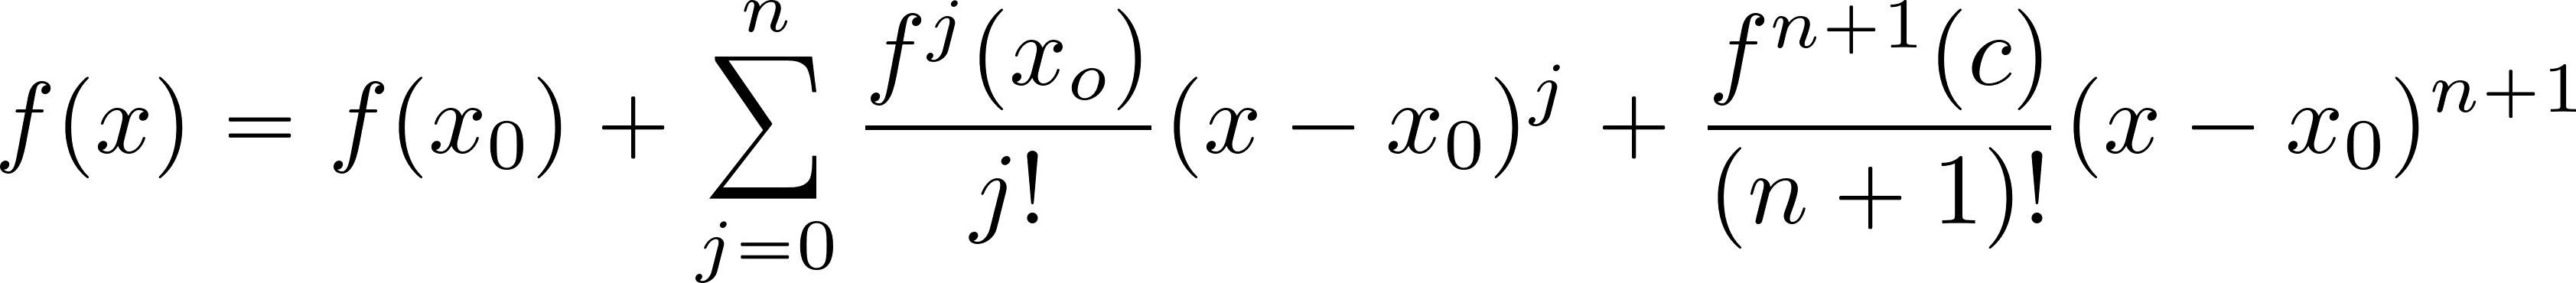 f(x) = f(x_0) + \sum_{j=0}^{n} \frac{f^j(x_o)}{j!}(x - x_0)^j + \frac{f^{n+1}(c)}{(n+1)!}(x - x_0)^{n+1}